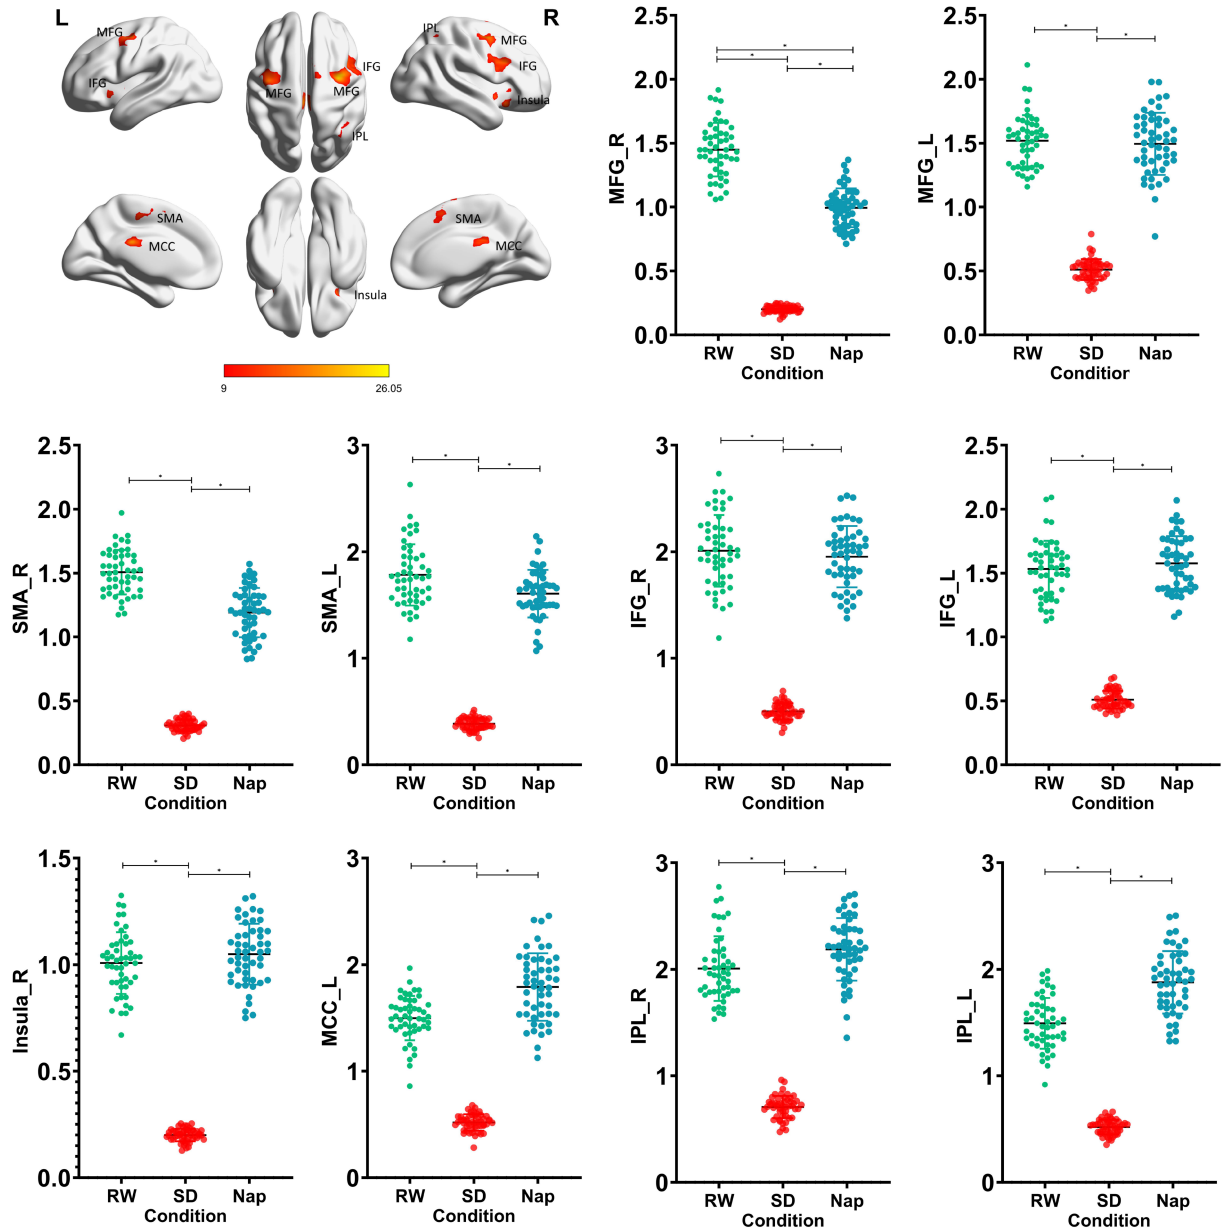 L
R
MFG
IFG
MFG
MFG
IFG
IPL
IPL
MFG
IFG
Insula
SMA
MCC
Insula
SMA
MCC
9
26.05
2.5
2.0
1.5
1.0
0.5
0.0
MFG_R
*
*
*
RW SD Nap
Condition
2.5
2.0
1.5
1.0
0.5
0.0
MFG_L
*
*
RW SD Nap
Condition
2.5
2.0
1.5
1.0
0.5
0.0
SMA_R
*
*
RW SD Nap
Condition
3
2
1
0
SMA_L
*
*
RW SD Nap
Condition
3
2
1
0
IFG_R
*
*
RW SD Nap
Condition
2.5
2.0
1.5
1.0
0.5
0.0
IFG_L
*
*
RW SD Nap
Condition
1.5
1.0
0.5
0.0
Insula_R
*
*
RW SD Nap
Condition
3
2
1
0
MCC_L
*
*
RW SD Nap
Condition
3
2
1
0
IPL_R
*
*
RW SD Nap
Condition
3
2
1
0
IPL_L
*
*
RW SD Nap
Condition